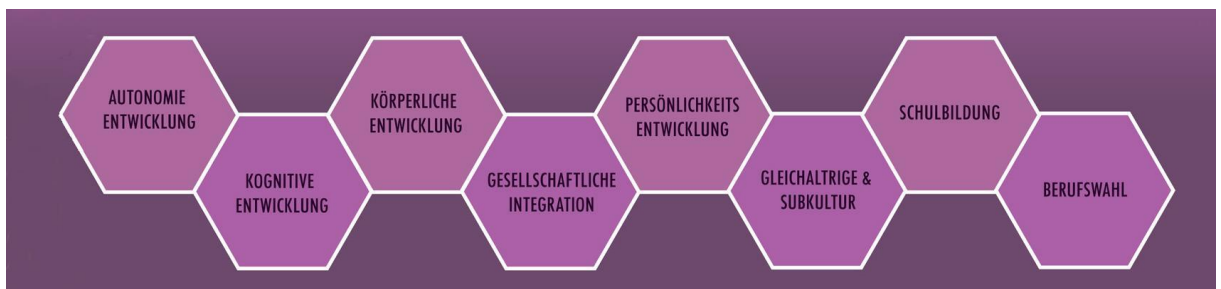 AUTONOMIE
ENTWICKLUNG
KOGNITIVE
ENTWICKLUNG
KÖRPERLICHE
ENTWICKLUNG
GESELLSCHAFTLICHE
INTEGRATION
PERSÖNLICHKEITS
ENTWICKLUNG
GLEICHALTRIGE &
SUBKULTUR
SCHULBILDUNG
BERUFSWAHL